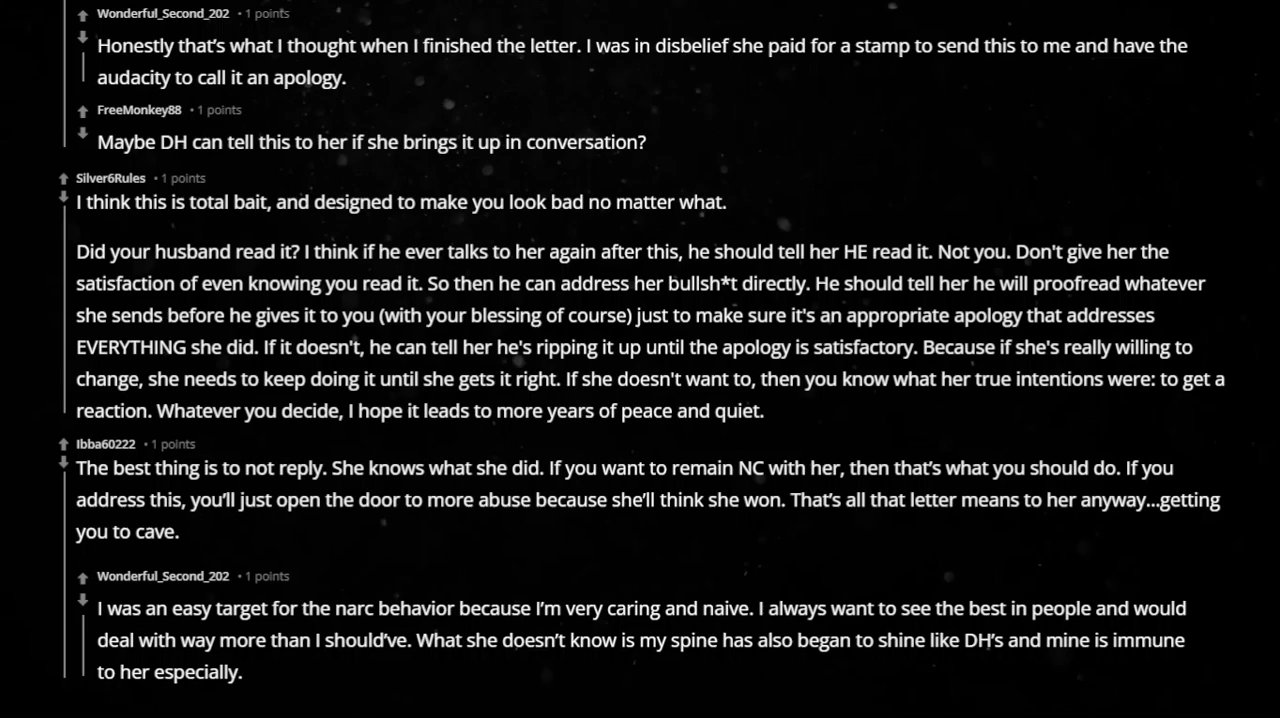 Wonderful_Second_202 • 1 points
Honestly that’s what I thought when I finished the letter. I was in disbelief she paid for a stamp to send this to me and have the
audacity to call it an apology.
FreeMonkey88 • 1 points
Maybe DH can tell this to her if she brings it up in conversation?
Silver6Rules • 1 points
I think this is total bait, and designed to make you look bad no matter what.
Did your husband read it? I think if he ever talks to her again after this, he should tell her HE read it. Not you. Don't give her the
satisfaction of even knowing you read it. So then he can address her bullsh*t directly. He should tell her he will proofread whatever
she sends before he gives it to you (with your blessing of course) just to make sure it's an appropriate apology that addresses
EVERYTHING she did. If it doesn't, he can tell her he's ripping it up until the apology is satisfactory. Because if she's really willing to
change, she needs to keep doing it until she gets it right. If she doesn't want to, then you know what her true intentions were: to get a
reaction. Whatever you decide, I hope it leads to more years of peace and quiet.
Ibba60222 • 1 points
The best thing is to not reply. She knows what she did. If you want to remain NC with her, then that’s what you should do. If you
address this, you’ll just open the door to more abuse because she’ll think she won. That’s all that letter means to her anyway...getting
you to cave.
Wonderful_Second_202 • 1 points
I was an easy target for the narc behavior because I’m very caring and naive. I always want to see the best in people and would
deal with way more than I should’ve. What she doesn’t know is my spine has also began to shine like DH’s and mine is immune
to her especially.